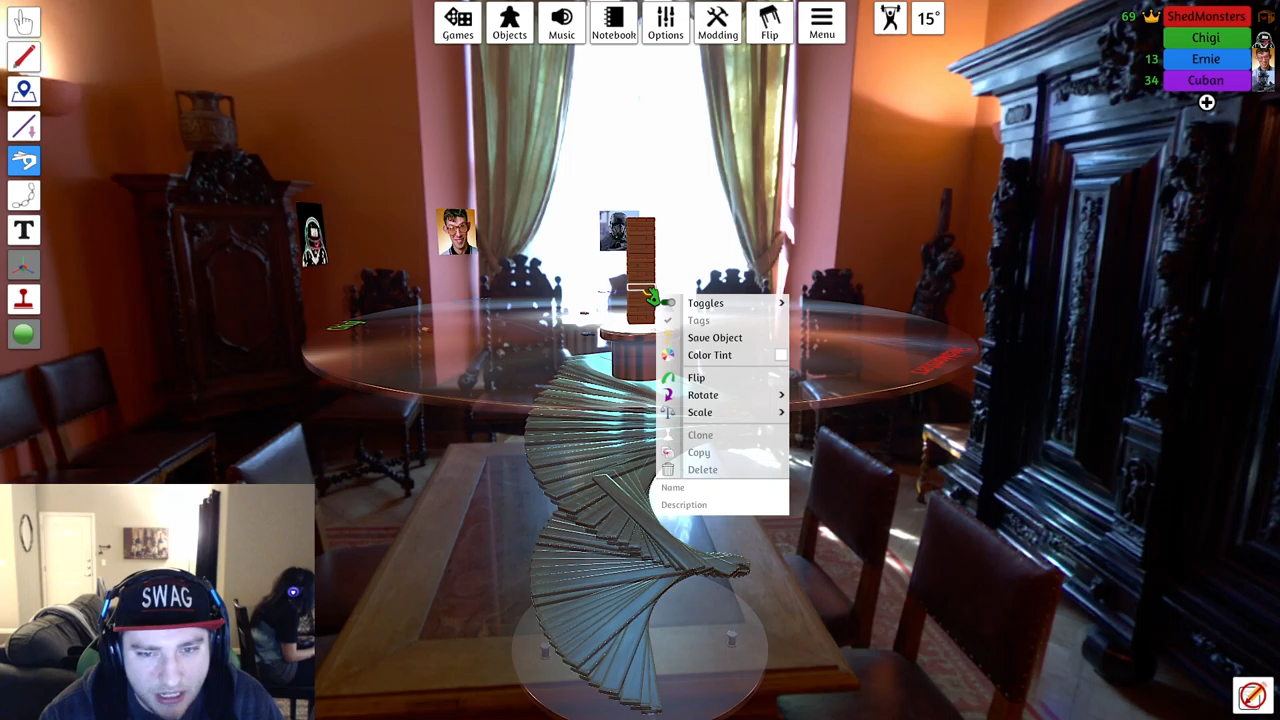 Games
Objects
Music
Notebook
Options
Modding
Flip
Menu
15°
69
ShedMonsters
Chigi
13
Ernie
34
Cuban
T
Toggles
Tags
Save Object
Color Tint
Flip
Rotate
Scale
Clone
Copy
Delete
Name
Description
SWAG